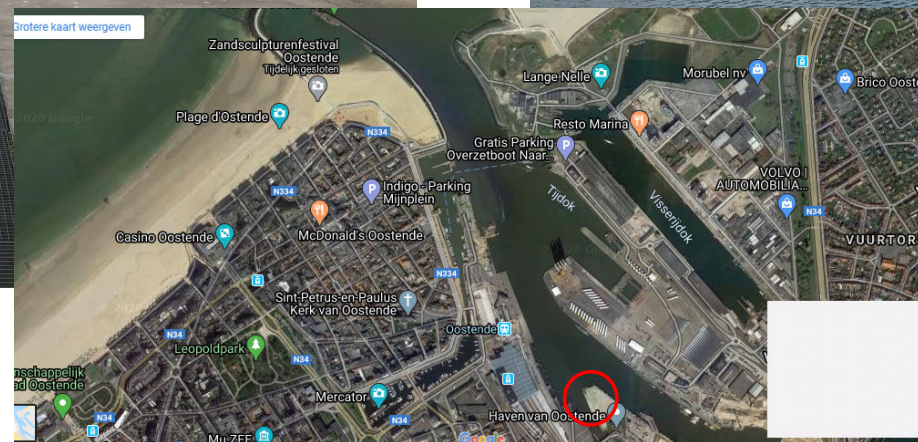 Grotere kaart weergeven
Zandsculpturenfestival
Oostende
Tijdelijk gesloten
Plage d'Ostende
N334
Lange Nelle
Morubel nv
Brico Ooste
Resto Marina
Gratis Parking
Overzetboot Naar...
Indigo - Parking
Mijnplein
N334
McDonald's Oostende
Casino Oostende
Tijdok
Visserijdok
VOLVO |
AUTOMOBILIA...
N34
VUURTOR
N334
Sint-Petrus-en-Paulus
Kerk van Oostende
Oostende
N34
Leopoldpark
N34
nschappelijk
ad Oostende
Mercator
Haven van Oostende
N34
Mu.ZEE
Google